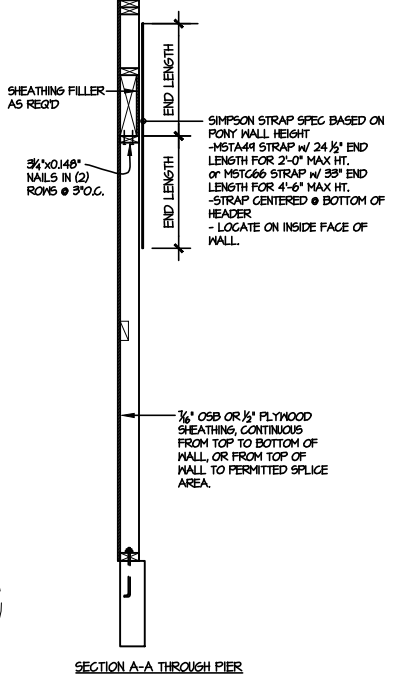 END LENGTH
SHEATHING FILLER
AS REQ'D
SIMPSON STRAP SPEC BASED ON
PONY WALL HEIGHT
-MSTA49 STRAP W/ 24 ½" END
LENGTH FOR 2'-0" MAX HT.
or MSTC66 STRAP W/ 33" END
LENGTH FOR 4'-6" MAX HT.
-STRAP CENTERED @ BOTTOM OF
HEADER
- LOCATE ON INSIDE FACE OF
WALL.
END LENGTH
3¼"x0.148"
NAILS IN (2)
ROWS @ 3"O.C.
7/16" OSB OR ½" PLYWOOD
SHEATHING, CONTINUOUS
FROM TOP TO BOTTOM OF
WALL, OR FROM TOP OF
WALL TO PERMITTED SPLICE
AREA.
SECTION A-A THROUGH PIER